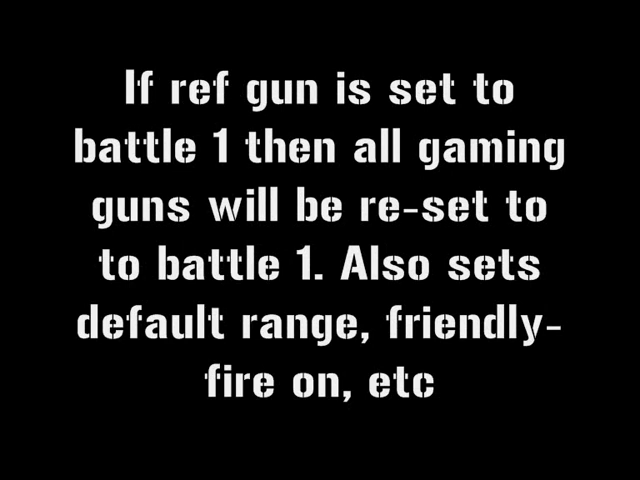 If ref gun is set to
battle 1 then all gaming
guns will be re-set to
to battle 1. Also sets
default range, friendly-
fire on, etc